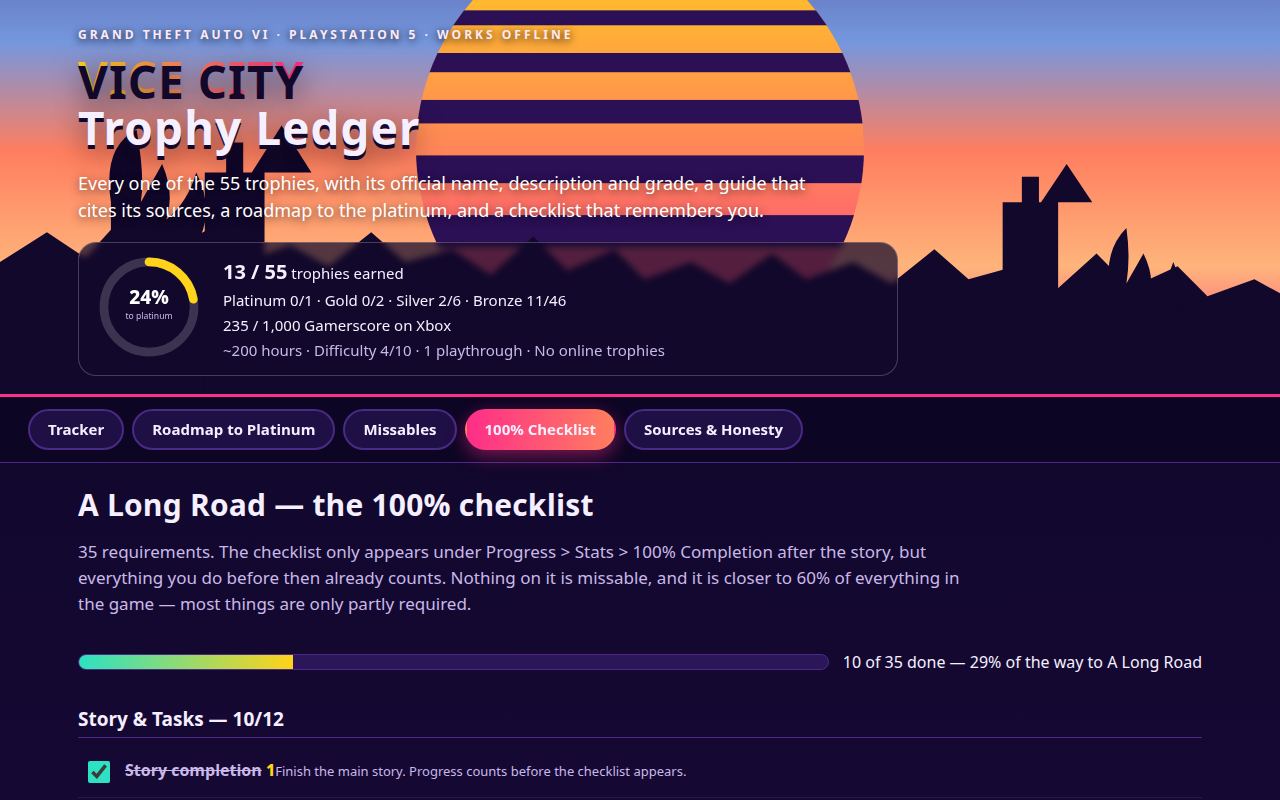 GRAND THEFT AUTO VI · PLAYSTATION 5 · WORKS OFFLINE
VICE CITY
Trophy Ledger
Every one of the 55 trophies, with its official name, description and grade, a guide that
cites its sources, a roadmap to the platinum, and a checklist that remembers you.
24%
to platinum
13 / 55 trophies earned
Platinum 0/1 · Gold 0/2 · Silver 2/6 · Bronze 11/46
235 / 1,000 Gamerscore on Xbox
~200 hours · Difficulty 4/10 · 1 playthrough · No online trophies
Tracker
Roadmap to Platinum
Missables
100% Checklist
Sources & Honesty
A Long Road — the 100% checklist
35 requirements. The checklist only appears under Progress > Stats > 100% Completion after the story, but
everything you do before then already counts. Nothing on it is missable, and it is closer to 60% of everything in
the game — most things are only partly required.
10 of 35 done — 29% of the way to A Long Road
Story & Tasks — 10/12
Story completion 1 Finish the main story. Progress counts before the checklist appears.